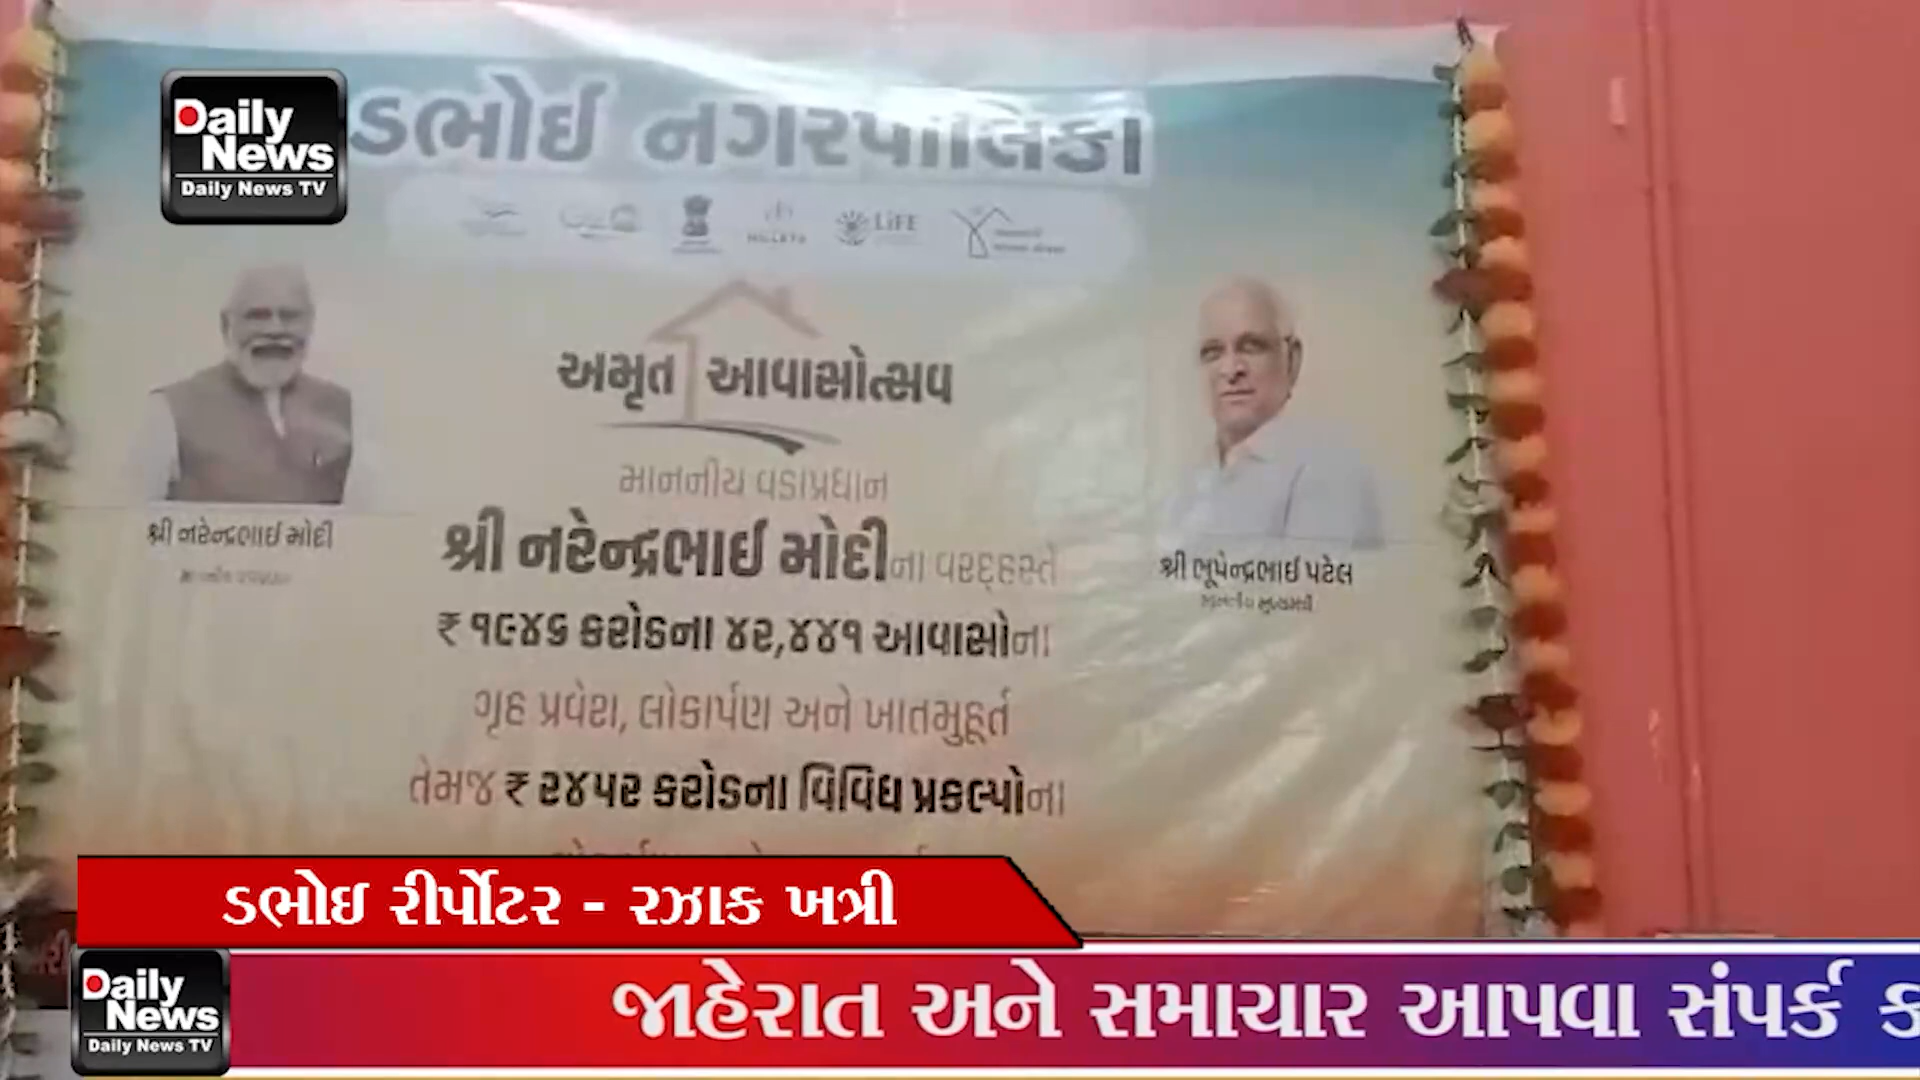 Daily
News
Daily News TV
ડભોઈ નગરપાલિકા
LiFE
અમૃત આવાસોત્સવ
માનનીય વડાપ્રધાન
શ્રી નરેન્દ્રભાઈ મોદીના વરદ્હસ્તે
₹ ૧૯૪૬ કરોડના ૪૨,૪૪૧ આવાસોના
ગૃહ પ્રવેશ, લોકાર્પણ અને ખાતમુહૂર્ત
તેમજ ₹ ૨૪૫૨ કરોડના વિવિધ પ્રકલ્પોના
શ્રી નરેન્દ્રભાઈ મોદી
શ્રી ભૂપેન્દ્રભાઈ પટેલ
ડભોઇ રીર્પોટર - રઝાક ખત્રી
Daily
News
Daily News TV
જાહેરાત અને સમાચાર આપવા સંપર્ક ક